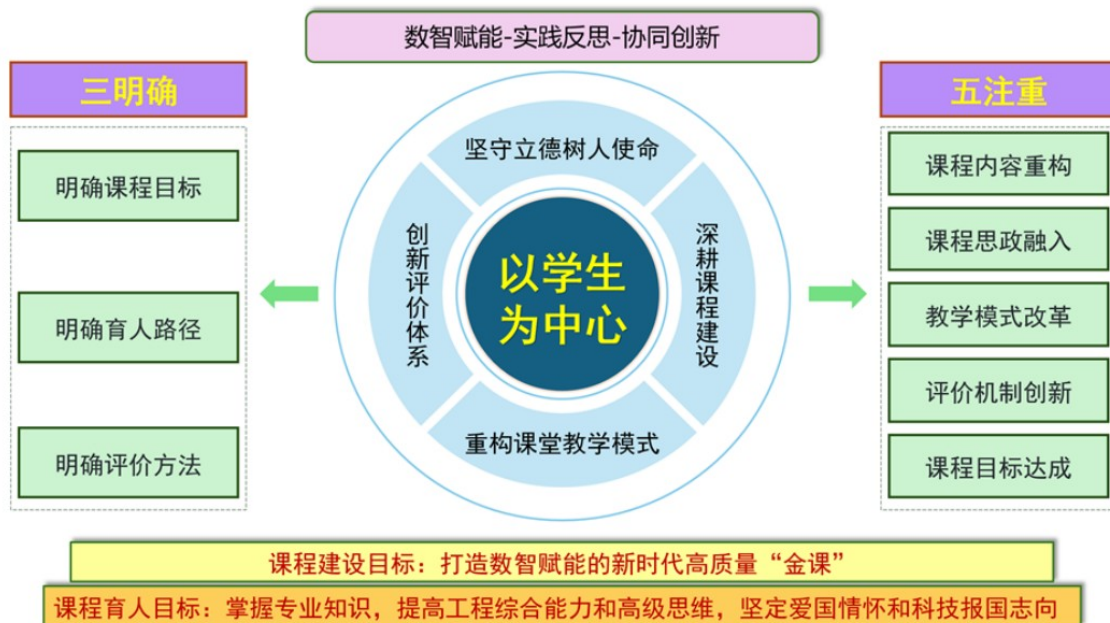 数智赋能-实践反思-协同创新
三明确
明确课程目标
明确育人路径
明确评价方法
坚守立德树人使命
创新评价体系
以学生
为中心
深耕课程建设
重构课堂教学模式
五注重
课程内容重构
课程思政融入
教学模式改革
评价机制创新
课程目标达成
课程建设目标：打造数智赋能的新时代高质量“金课”
课程育人目标：掌握专业知识，提高工程综合能力和高级思维，坚定爱国情怀和科技报国志向